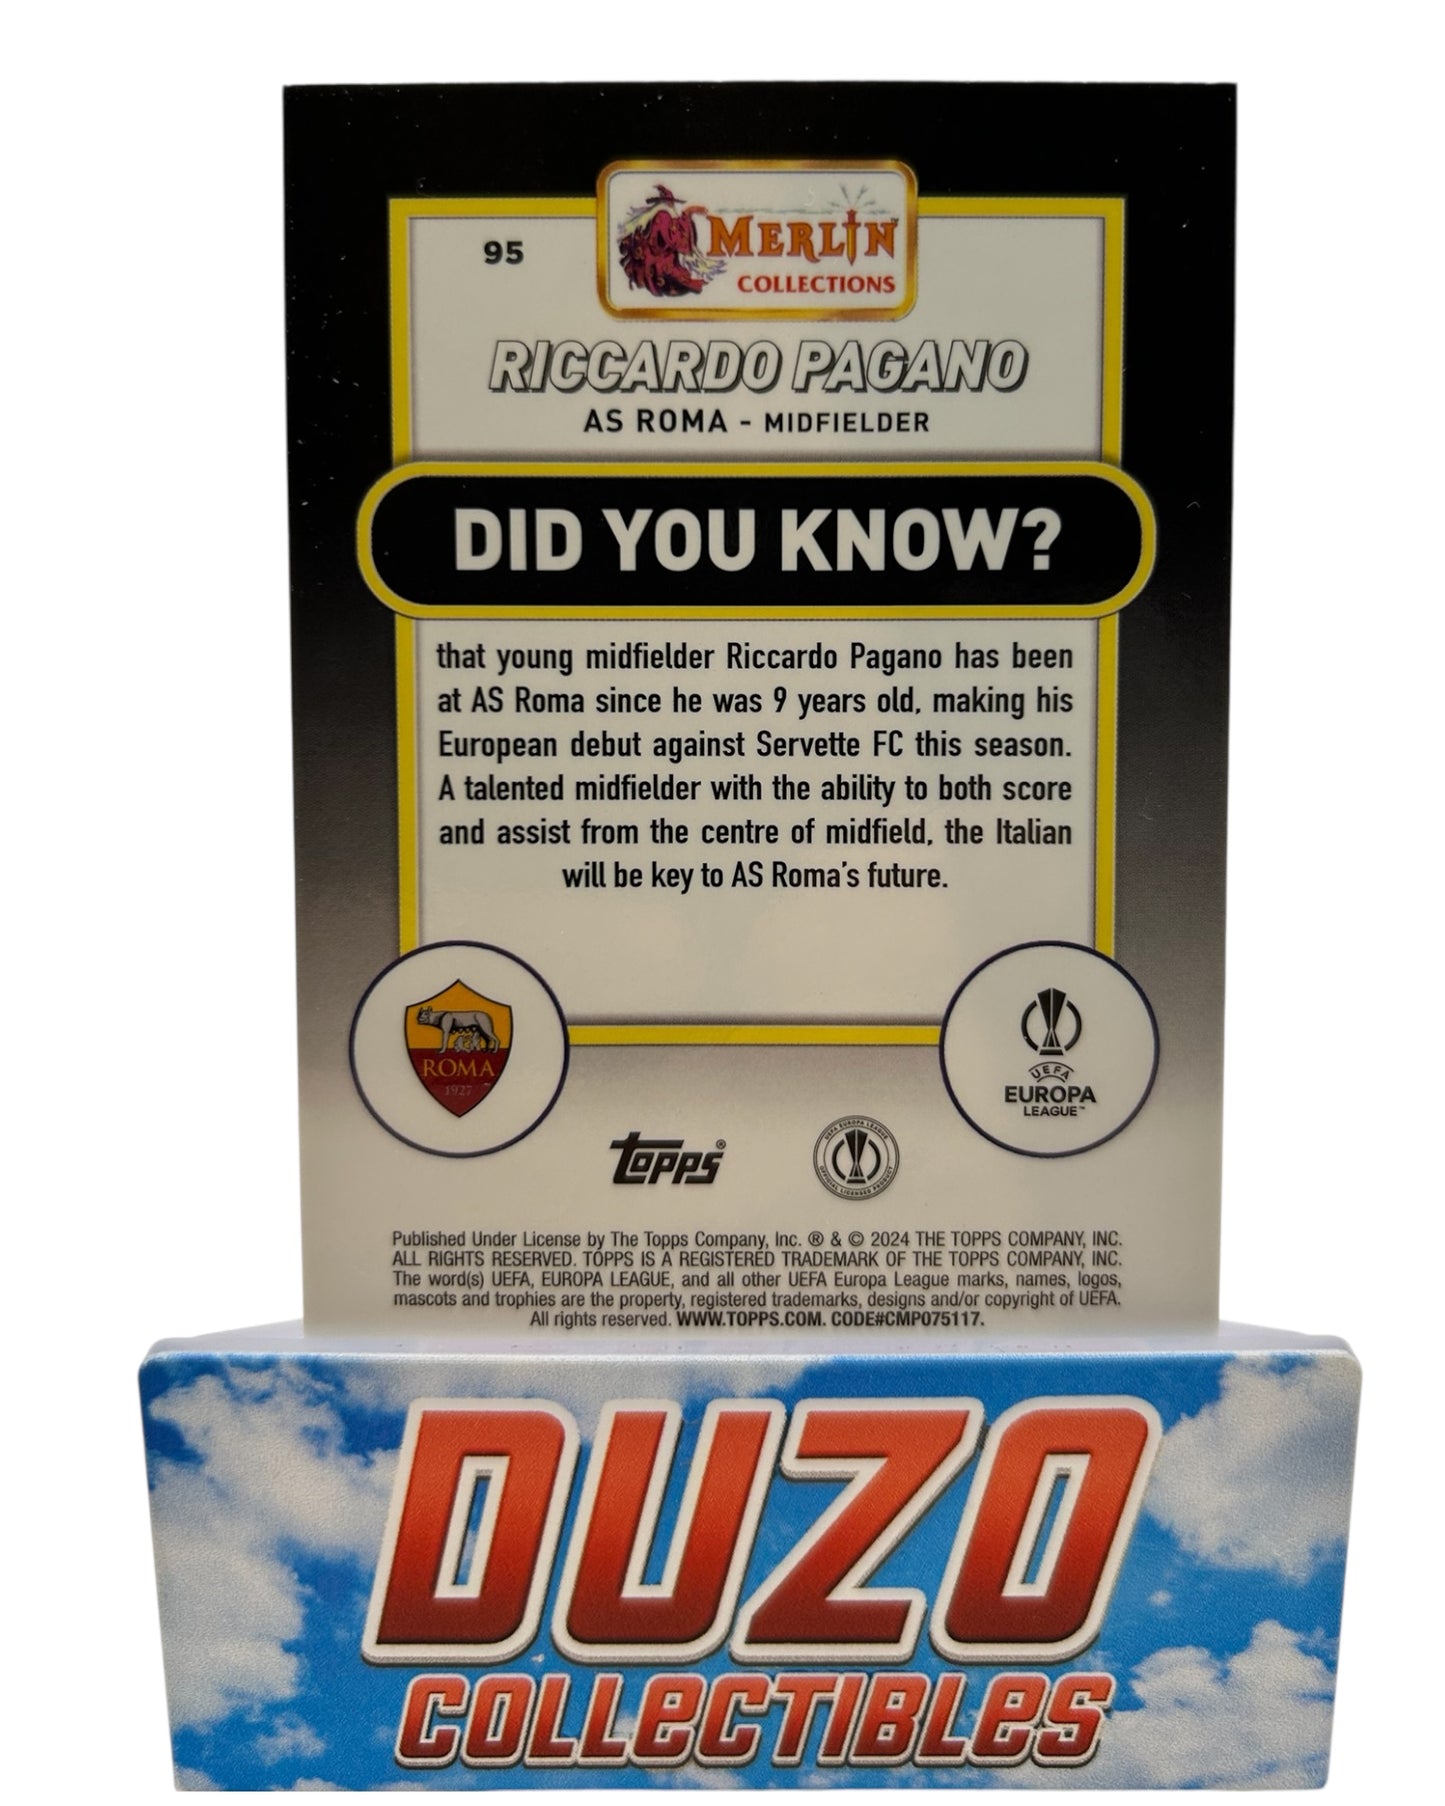 95
MERLIN
COLLECTIONS
RICCARDO PAGANO
AS ROMA - MIDFIELDER
DID YOU KNOW?
that young midfielder Riccardo Pagano has been
at AS Roma since he was 9 years old, making his
European debut against Servette FC this season.
A talented midfielder with the ability to both score
and assist from the centre of midfield, the Italian
will be key to AS Roma's future.
ROMA
1927
UEFA
EUROPA
LEAGUE™
topps®
UEFA EUROPA LEAGUE
OFFICIAL LICENSED PRODUCT
Published Under License by The Topps Company, Inc. ® & © 2024 THE TOPPS COMPANY, INC.
ALL RIGHTS RESERVED. TOPPS IS A REGISTERED TRADEMARK OF THE TOPPS COMPANY, INC.
The word(s) UEFA, EUROPA LEAGUE, and all other UEFA Europa League marks, names, logos,
mascots and trophies are the property, registered trademarks, designs and/or copyright of UEFA.
All rights reserved. WWW.TOPPS.COM. CODE#CMP075117.
DUZO
COLLECTIBLES